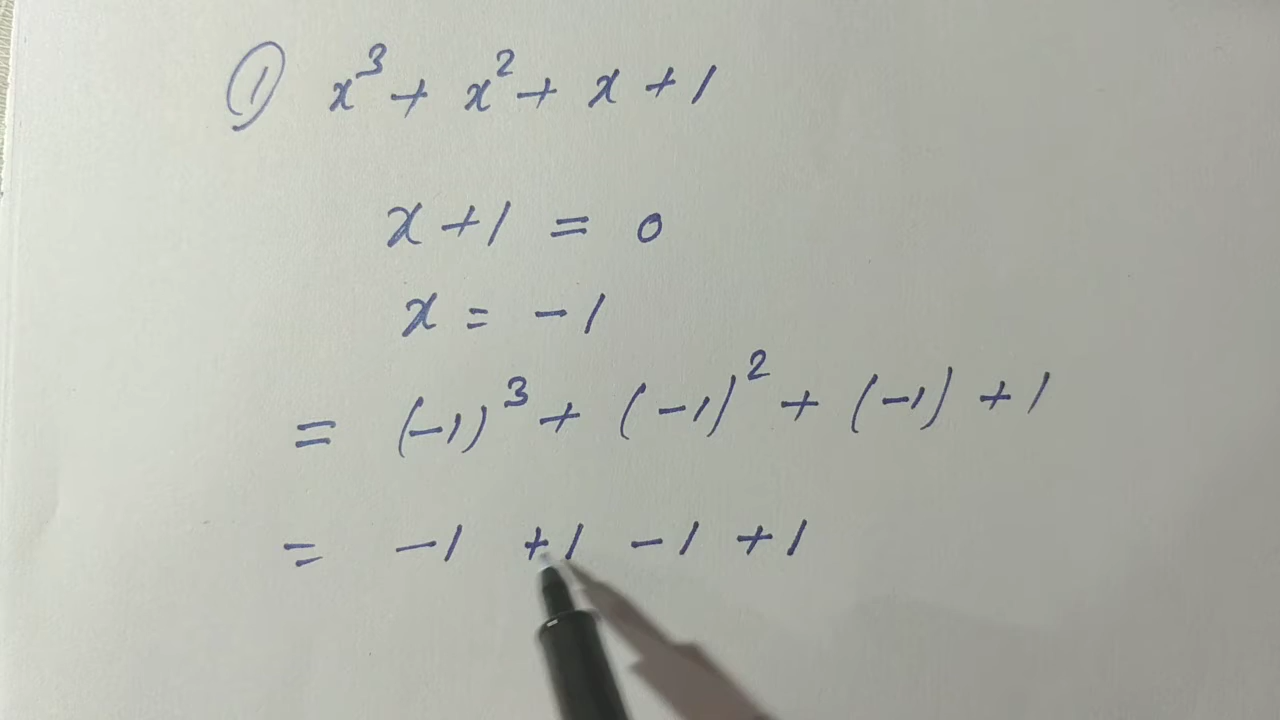 ① x³ + x² + x + 1
x + 1 = 0
x = -1
= (-1)³ + (-1)² + (-1) + 1
= -1 +1 -1 +1